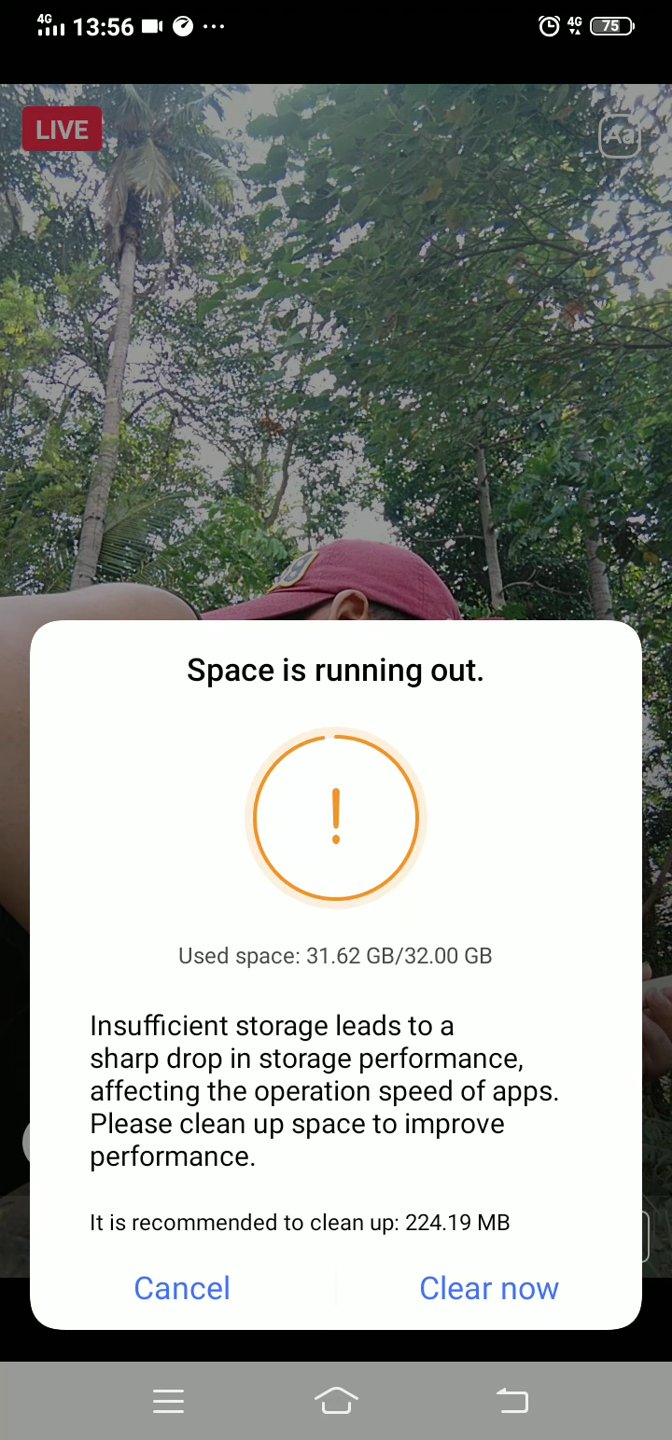 4G 13:56 ... 4G 75
LIVE
Aa
Space is running out.
!
Used space: 31.62 GB/32.00 GB
Insufficient storage leads to a
sharp drop in storage performance,
affecting the operation speed of apps.
Please clean up space to improve
performance.
It is recommended to clean up: 224.19 MB
Cancel Clear now